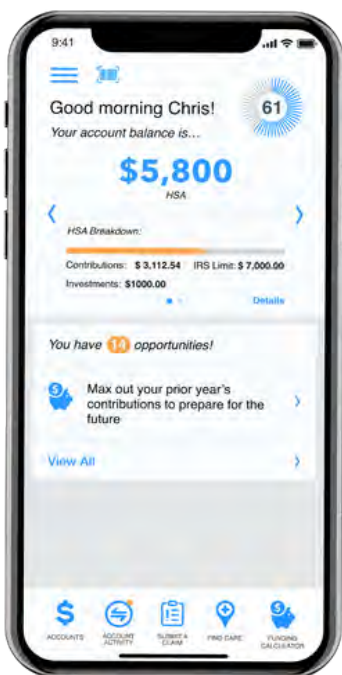 9:41
Good morning Chris!
61
Your account balance is...
$5,800
HSA
HSA Breakdown:
Contributions: $ 3,112.54 IRS Limit: $ 7,000.00
Investments: $1000.00
Details
You have 14 opportunities!
Max out your prior year's
contributions to prepare for the
future
View All
ACCOUNTS
ACCOUNT
ACTIVITY
SUBMIT A
CLAIM
FIND CARE
FUNDING
CALCULATOR